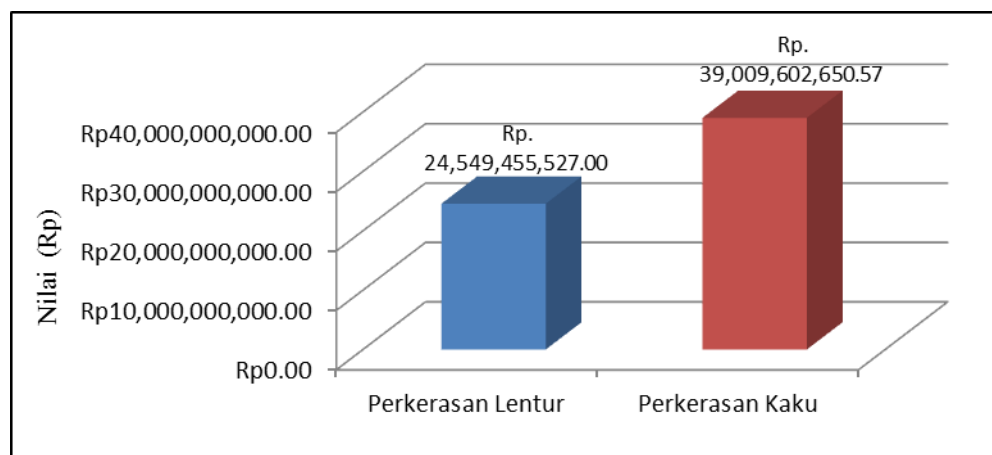 Rp.
39,009,602,650.57
Rp.
24,549,455,527.00
Rp40,000,000,000.00
Rp30,000,000,000.00
Rp20,000,000,000.00
Rp10,000,000,000.00
Rp0.00
Nilai (Rp)
Perkerasan Lentur
Perkerasan Kaku